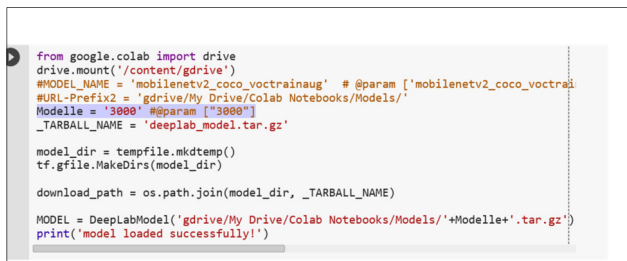 from google.colab import drive
drive.mount('/content/gdrive')
#MODEL_NAME = 'mobilenetv2_coco_voctrainaug'  # @param ['mobilenetv2_coco_voctrai
#URL-Prefix2 = 'gdrive/My Drive/Colab Notebooks/Models/'
Modelle = '3000' #@param ["3000"]
_TARBALL_NAME = 'deeplab_model.tar.gz'
model_dir = tempfile.mkdtemp()
tf.gfile.MakeDirs(model_dir)
download_path = os.path.join(model_dir, _TARBALL_NAME)
MODEL = DeepLabModel('gdrive/My Drive/Colab Notebooks/Models/'+Modelle+'.tar.gz')
print('model loaded successfully!')